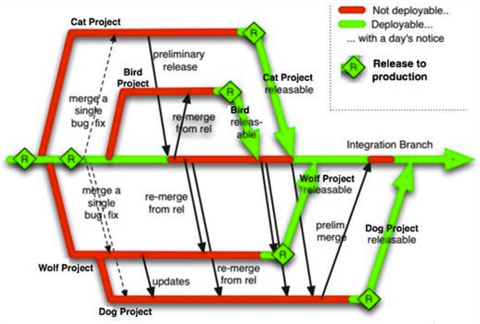 Cat Project
Not deployable..
Deployable...
... with a day's notice
R
Release to
production
R
preliminary
release
Bird
Project
Cat Project
releasable
R
merge a
single
bug fix
re-merge
from rel
Bird
releas-
able
Integration Branch
R
R
merge a
single
bug fix
re-merge
from rel
Wolf Project
releasable
prelim
merge
Dog Project
releasable
R
Wolf Project
updates
re-merge
from rel
R
Dog Project